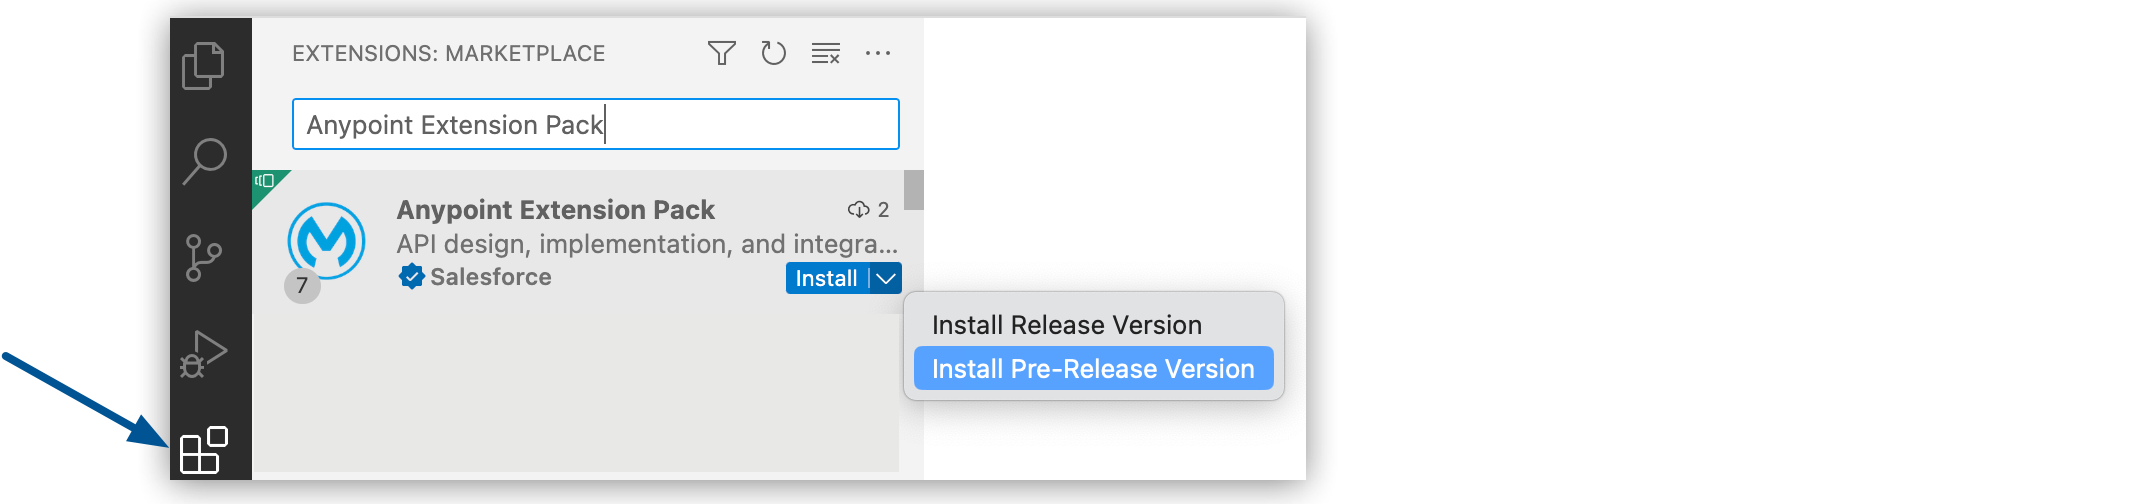 EXTENSIONS: MARKETPLACE
Anypoint Extension Pack
Anypoint Extension Pack
2
API design, implementation, and integra...
7
Salesforce
Install
Install Release Version
Install Pre-Release Version